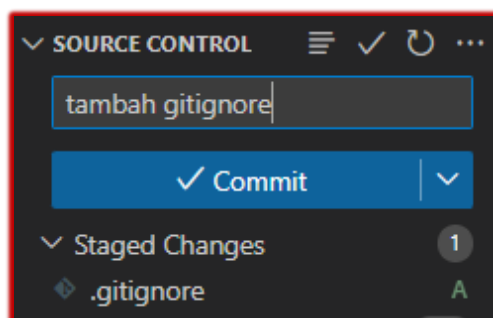 SOURCE CONTROL
tambah gitignore
Commit
Staged Changes 1
.gitignore A